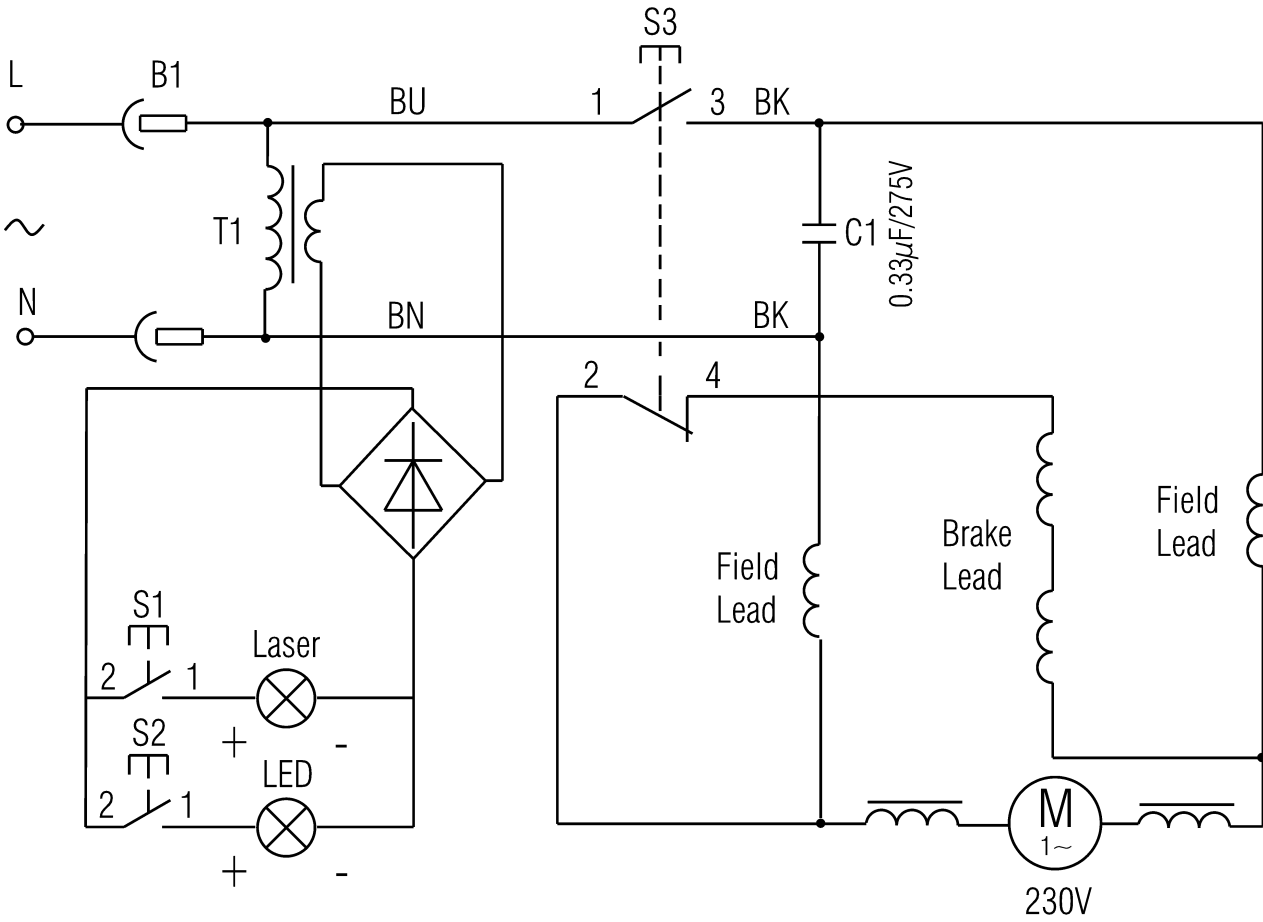 S3
L
B1
BU
1
3
BK
T1
C1
0.33µF/275V
N
BN
BK
2
4
Field
Lead
Brake
Lead
Field
Lead
S1
Laser
2
1
+
-
S2
LED
2
1
+
-
M
1~
230V